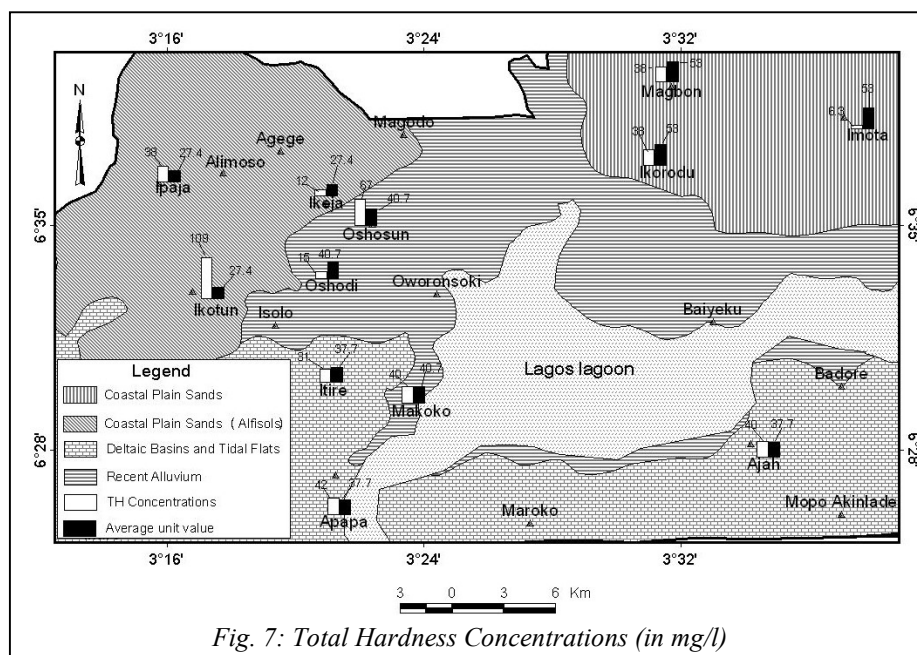 3°16' 3°24' 3°32'
N
38 53
Magbon
53
6.3
Imota
Magodo
Agege
38 27.4
Alimoso
Ipaja
27.4
12
Ikeja
67
40.7
Oshosun
38 53
Ikorodu
6°35' 6°35'
109
27.4
Ikotun
15 40.7
Oshodi
Oworonsoki
Isolo
Baiyeku
Legend
Coastal Plain Sands
Coastal Plain Sands ( Alfisols)
Deltaic Basins and Tidal Flats
Recent Alluvium
TH Concentrations
Average unit value
31 37.7
Itire
40 40.7
Makoko
Lagos lagoon
Badore
6°28' 6°28'
40 37.7
Ajah
42 37.7
Apapa
Maroko
Mopo Akinlade
3°16' 3°24' 3°32'
3 0 3 6 Km
Fig. 7: Total Hardness Concentrations (in mg/l)